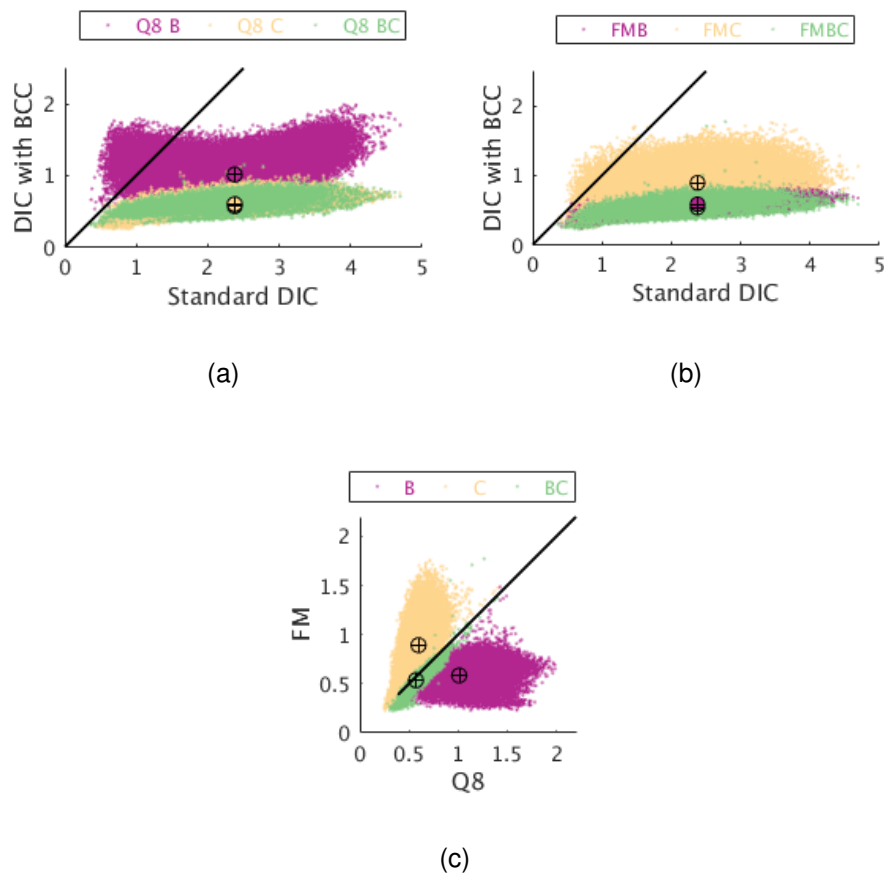 Q8 B Q8 C Q8 BC
DIC with BCC
2
1
0
0 1 2 3 4 5
Standard DIC
(a)
FMB FMC FMBC
DIC with BCC
2
1
0
0 1 2 3 4 5
Standard DIC
(b)
B C BC
FM
2
1.5
1
0.5
0
0 0.5 1 1.5 2
Q8
(c)